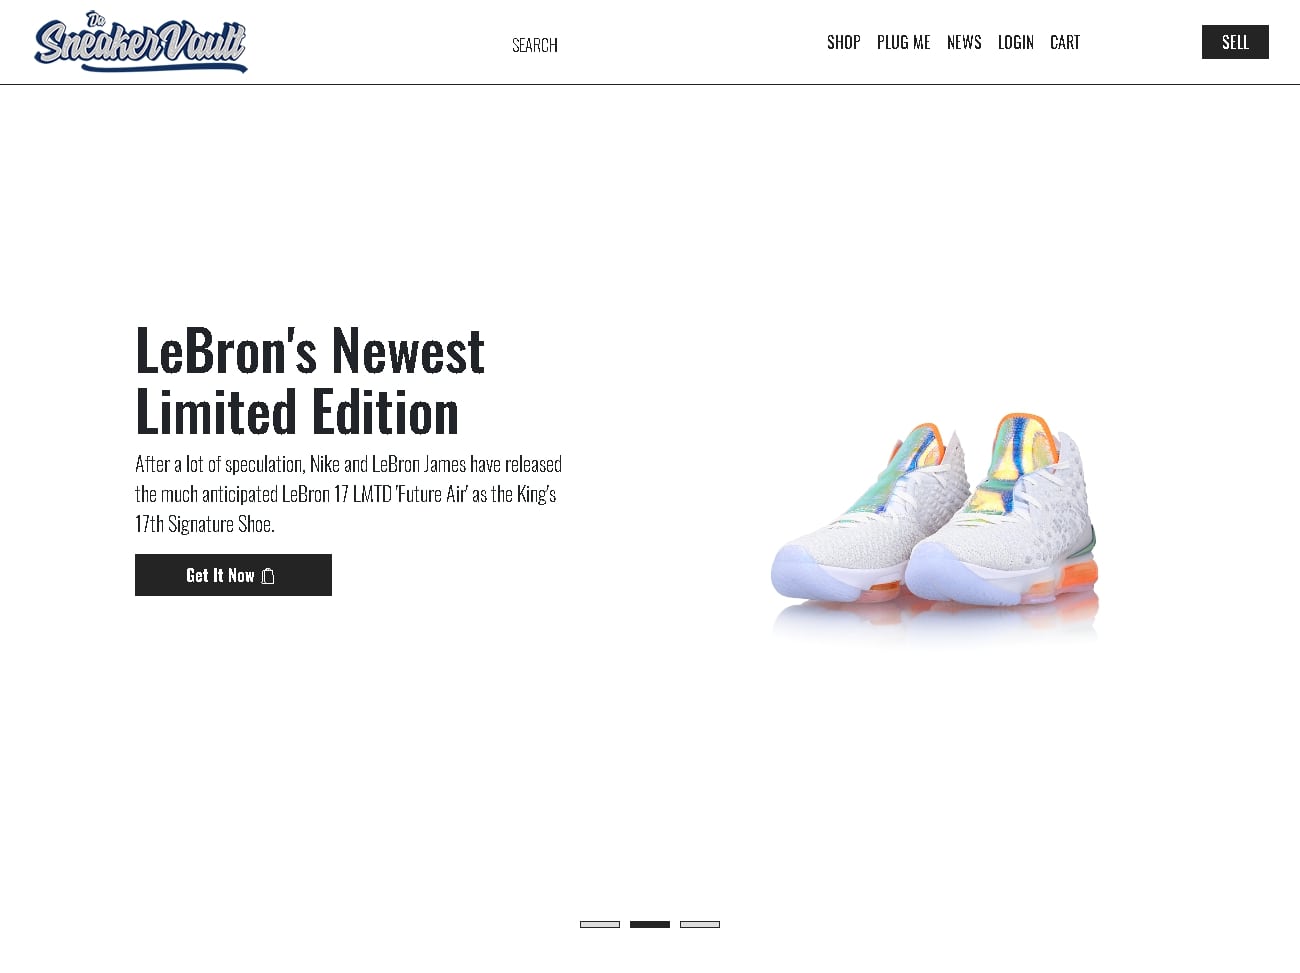 Da
SneakerVault
SEARCH
SHOP PLUG ME NEWS LOGIN CART
SELL
LeBron's Newest
Limited Edition
After a lot of speculation, Nike and LeBron James have released
the much anticipated LeBron 17 LMTD 'Future Air' as the King's
17th Signature Shoe.
Get It Now